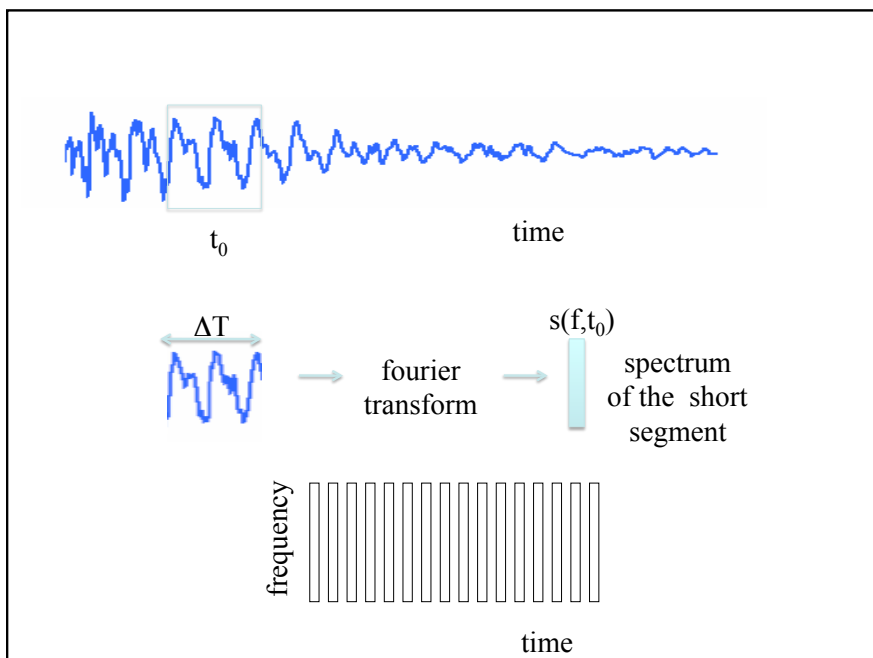 t₀
time
ΔT
fourier
transform
s(f,t₀)
spectrum
of the short
segment
frequency
time